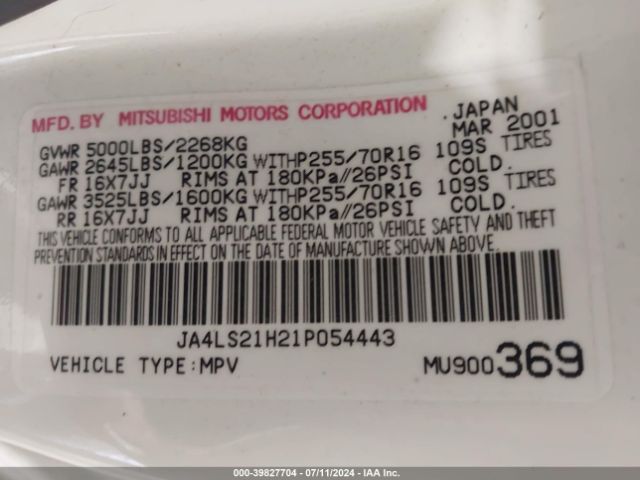 MFD. BY MITSUBISHI MOTORS CORPORATION .JAPAN
MAR 2001
GVWR 5000LBS/2268KG
GAWR 2645LBS/1200KG WITHP255/70R16 109S TIRES
FR 16X7JJ RIMS AT 180KPa//26PSI COLD.
GAWR 3525LBS/1600KG WITHP255/70R16 109S TIRES
RR 16X7JJ RIMS AT 180KPa//26PSI COLD.
THIS VEHICLE CONFORMS TO ALL APPLICABLE FEDERAL MOTOR VEHICLE SAFETY AND THEFT
PREVENTION STANDARDS IN EFFECT ON THE DATE OF MANUFACTURE SHOWN ABOVE.
JA4LS21H21P054443
VEHICLE TYPE:MPV MU900369
000-39827704 / 07/11/2024 - IAA Inc.